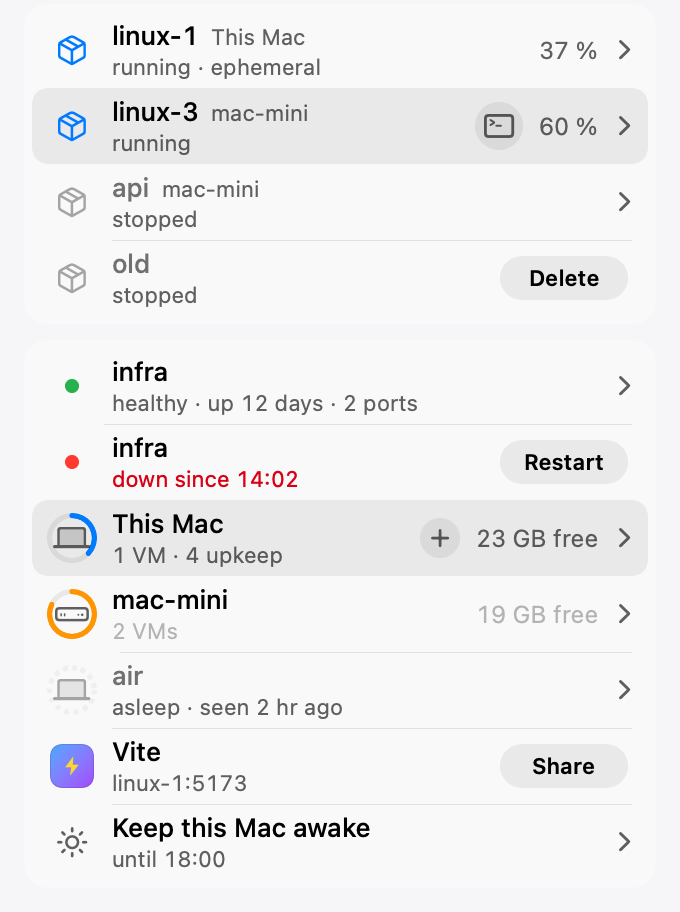 linux-1 This Mac
running · ephemeral
37 %
linux-3 mac-mini
running
60 %
api mac-mini
stopped
old
stopped
Delete
infra
healthy · up 12 days · 2 ports
infra
down since 14:02
Restart
This Mac
1 VM · 4 upkeep
23 GB free
mac-mini
2 VMs
19 GB free
air
asleep · seen 2 hr ago
Vite
linux-1:5173
Share
Keep this Mac awake
until 18:00